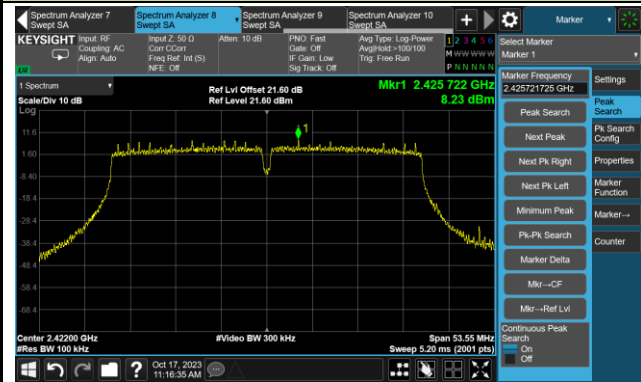 Spectrum Analyzer 7
Swept SA
Spectrum Analyzer 8
Swept SA
Spectrum Analyzer 9
Swept SA
Spectrum Analyzer 10
Swept SA
+
Marker
KEYSIGHT
Input: RF
Coupling: AC
Align: Auto
Input Z: 50 Ω
Corr CCorr
Freq Ref: Int (S)
NFE: Off
Atten: 10 dB
PNO: Fast
Gate: Off
IF Gain: Low
Sig Track: Off
Avg Type: Log-Power
Avg|Hold:>100/100
Trig: Free Run
1 2 3 4 5 6
M W W W W W
P N N N N N
Select Marker
Marker 1
1 Spectrum
Scale/Div 10 dB
Log
Ref Lvl Offset 21.60 dB
Ref Level 21.60 dBm
Mkr1 2.425 722 GHz
8.23 dBm
1
11.6
1.60
-8.40
-18.4
-28.4
-38.4
-48.4
-58.4
-68.4
Center 2.42200 GHz
#Res BW 100 kHz
#Video BW 300 kHz
Span 53.55 MHz
Sweep 5.20 ms (2001 pts)
Marker Frequency
2.425721725 GHz
Peak Search
Next Peak
Next Pk Right
Next Pk Left
Minimum Peak
Pk-Pk Search
Marker Delta
Mkr→CF
Mkr→Ref Lvl
Continuous Peak
Search
On
Off
Settings
Peak
Search
Pk Search
Config
Properties
Marker
Function
Marker→
Counter
?
Oct 17, 2023
11:16:35 AM